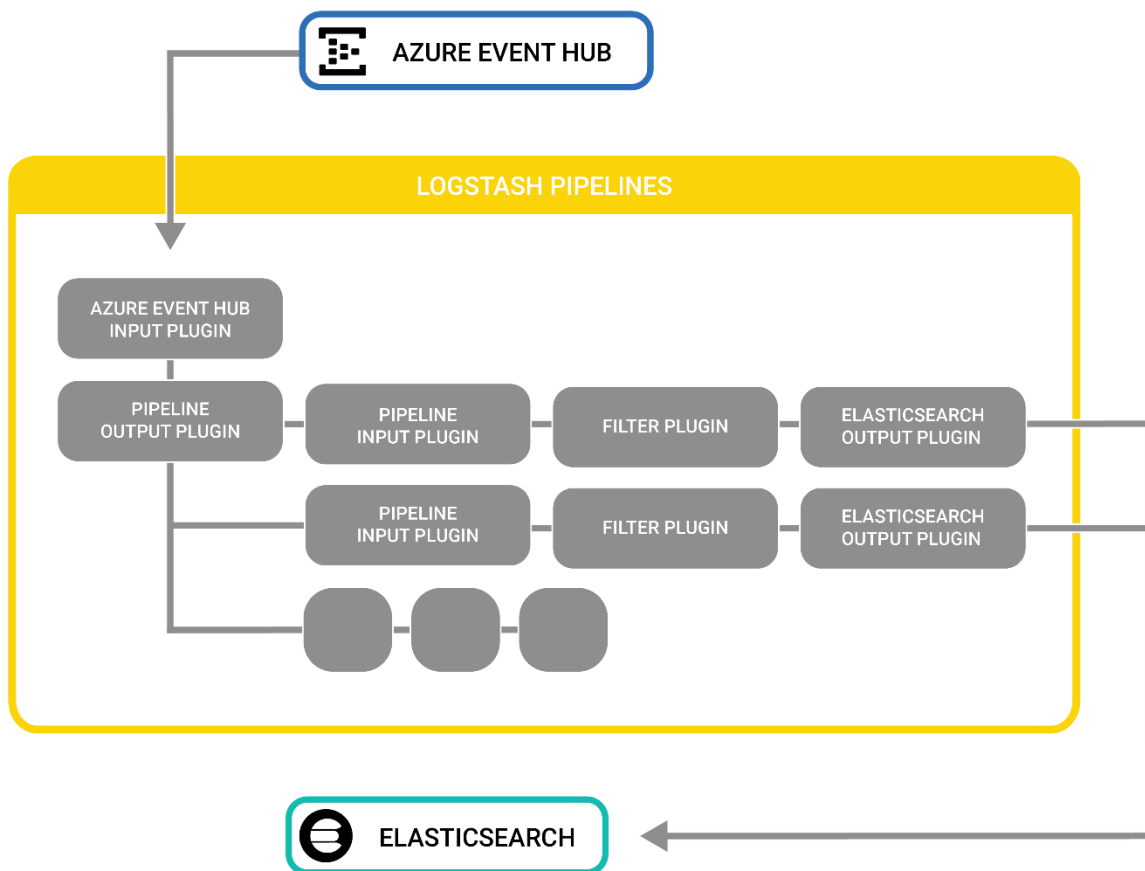 AZURE EVENT HUB
LOGSTASH PIPELINES
AZURE EVENT HUB
INPUT PLUGIN
PIPELINE
OUTPUT PLUGIN
PIPELINE
INPUT PLUGIN
FILTER PLUGIN
ELASTICSEARCH
OUTPUT PLUGIN
PIPELINE
INPUT PLUGIN
FILTER PLUGIN
ELASTICSEARCH
OUTPUT PLUGIN
ELASTICSEARCH